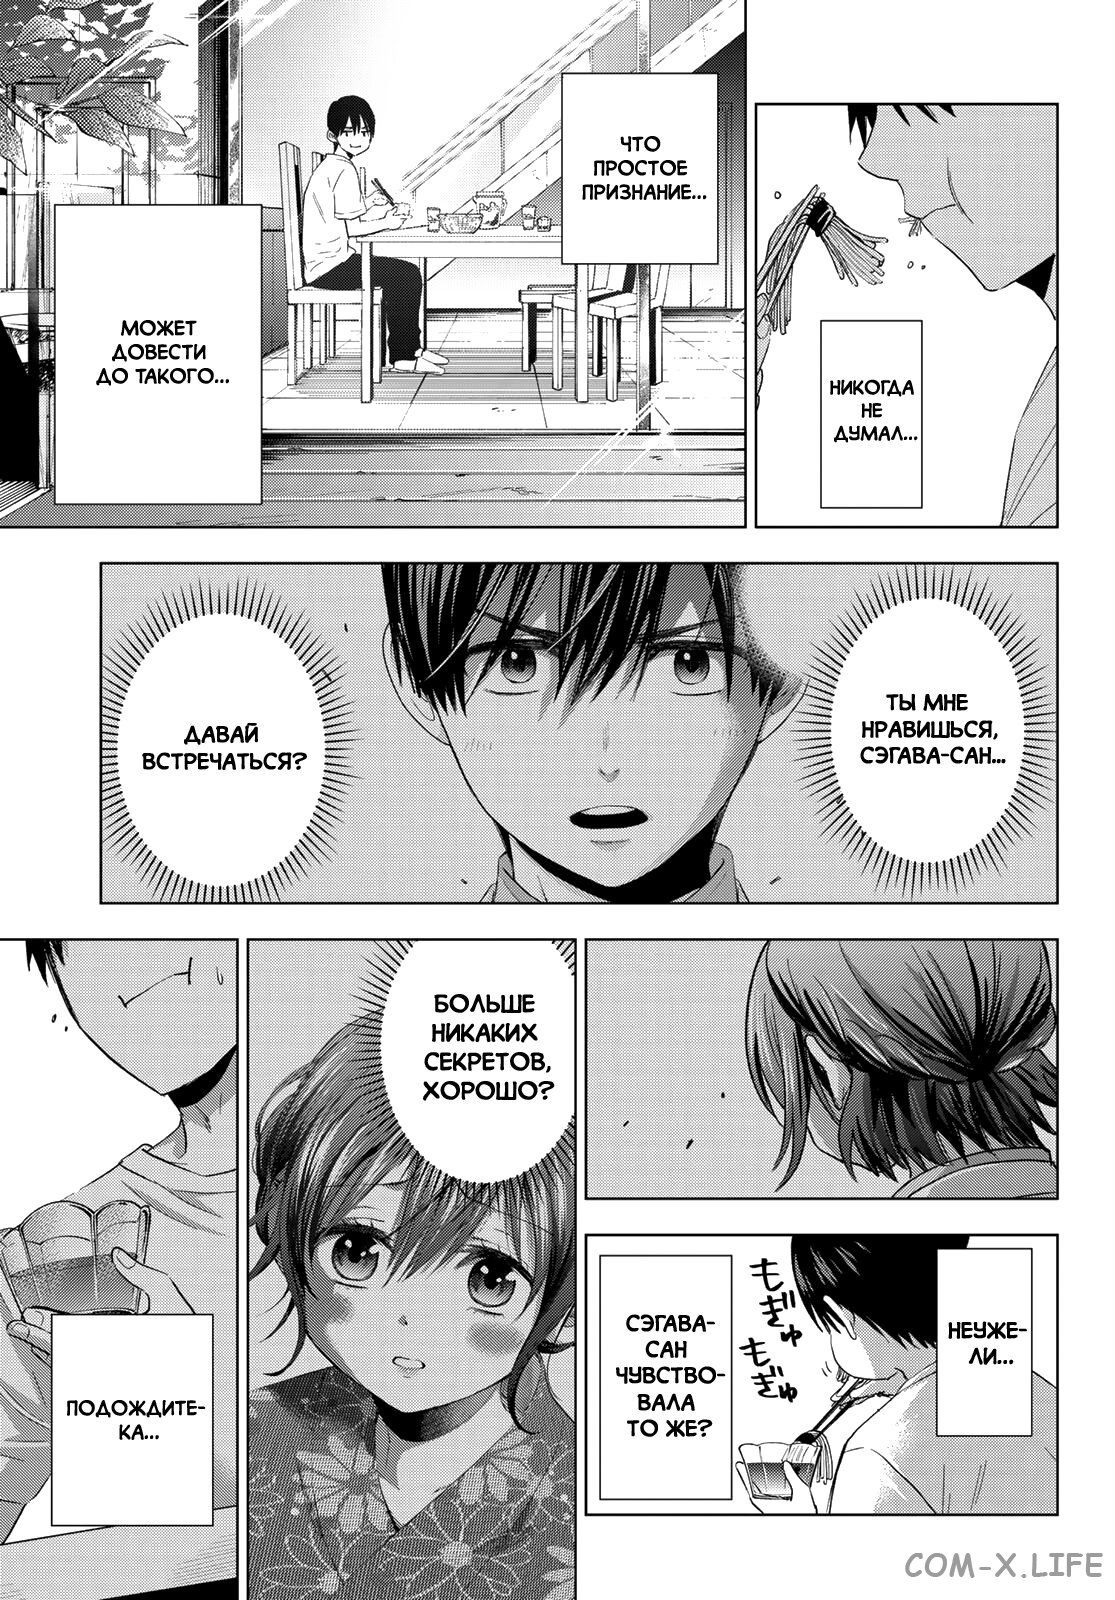 НИКОГДА
НЕ
ДУМАЛ...
ЧТО
ПРОСТОЕ
ПРИЗНАНИЕ...
МОЖЕТ
ДОВЕСТИ
ДО ТАКОГО...
ТЫ МНЕ
НРАВИШЬСЯ,
СЭГАВА-САН...
ДАВАЙ
ВСТРЕЧАТЬСЯ?
БОЛЬШЕ
НИКАКИХ
СЕКРЕТОВ,
ХОРОШО?
НЕУЖЕ-
ЛИ...
もぎゅ
もぎゅ
СЭГАВА-
САН
ЧУВСТВО-
ВАЛА
ТО ЖЕ?
ПОДОЖДИТЕ-
КА...
COM-X.LIFE